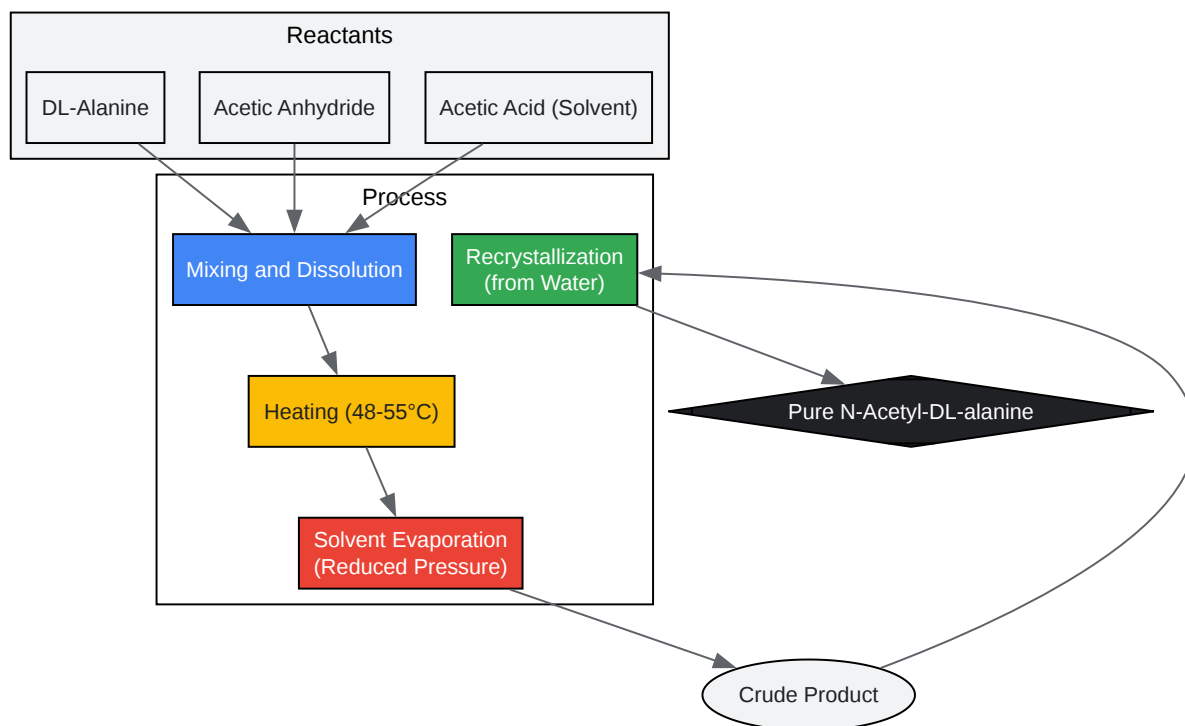 Reactants
DL-Alanine
Acetic Anhydride
Acetic Acid (Solvent)
Process
Mixing and Dissolution
Recrystallization
(from Water)
Heating (48-55°C)
Pure N-Acetyl-DL-alanine
Solvent Evaporation
(Reduced Pressure)
Crude Product